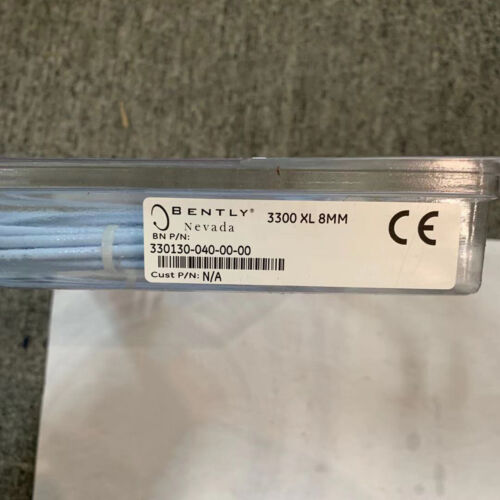 BENTLY® 3300 XL 8MM
Nevada
BN P/N:
330130-040-00-00
Cust P/N: N/A
CE